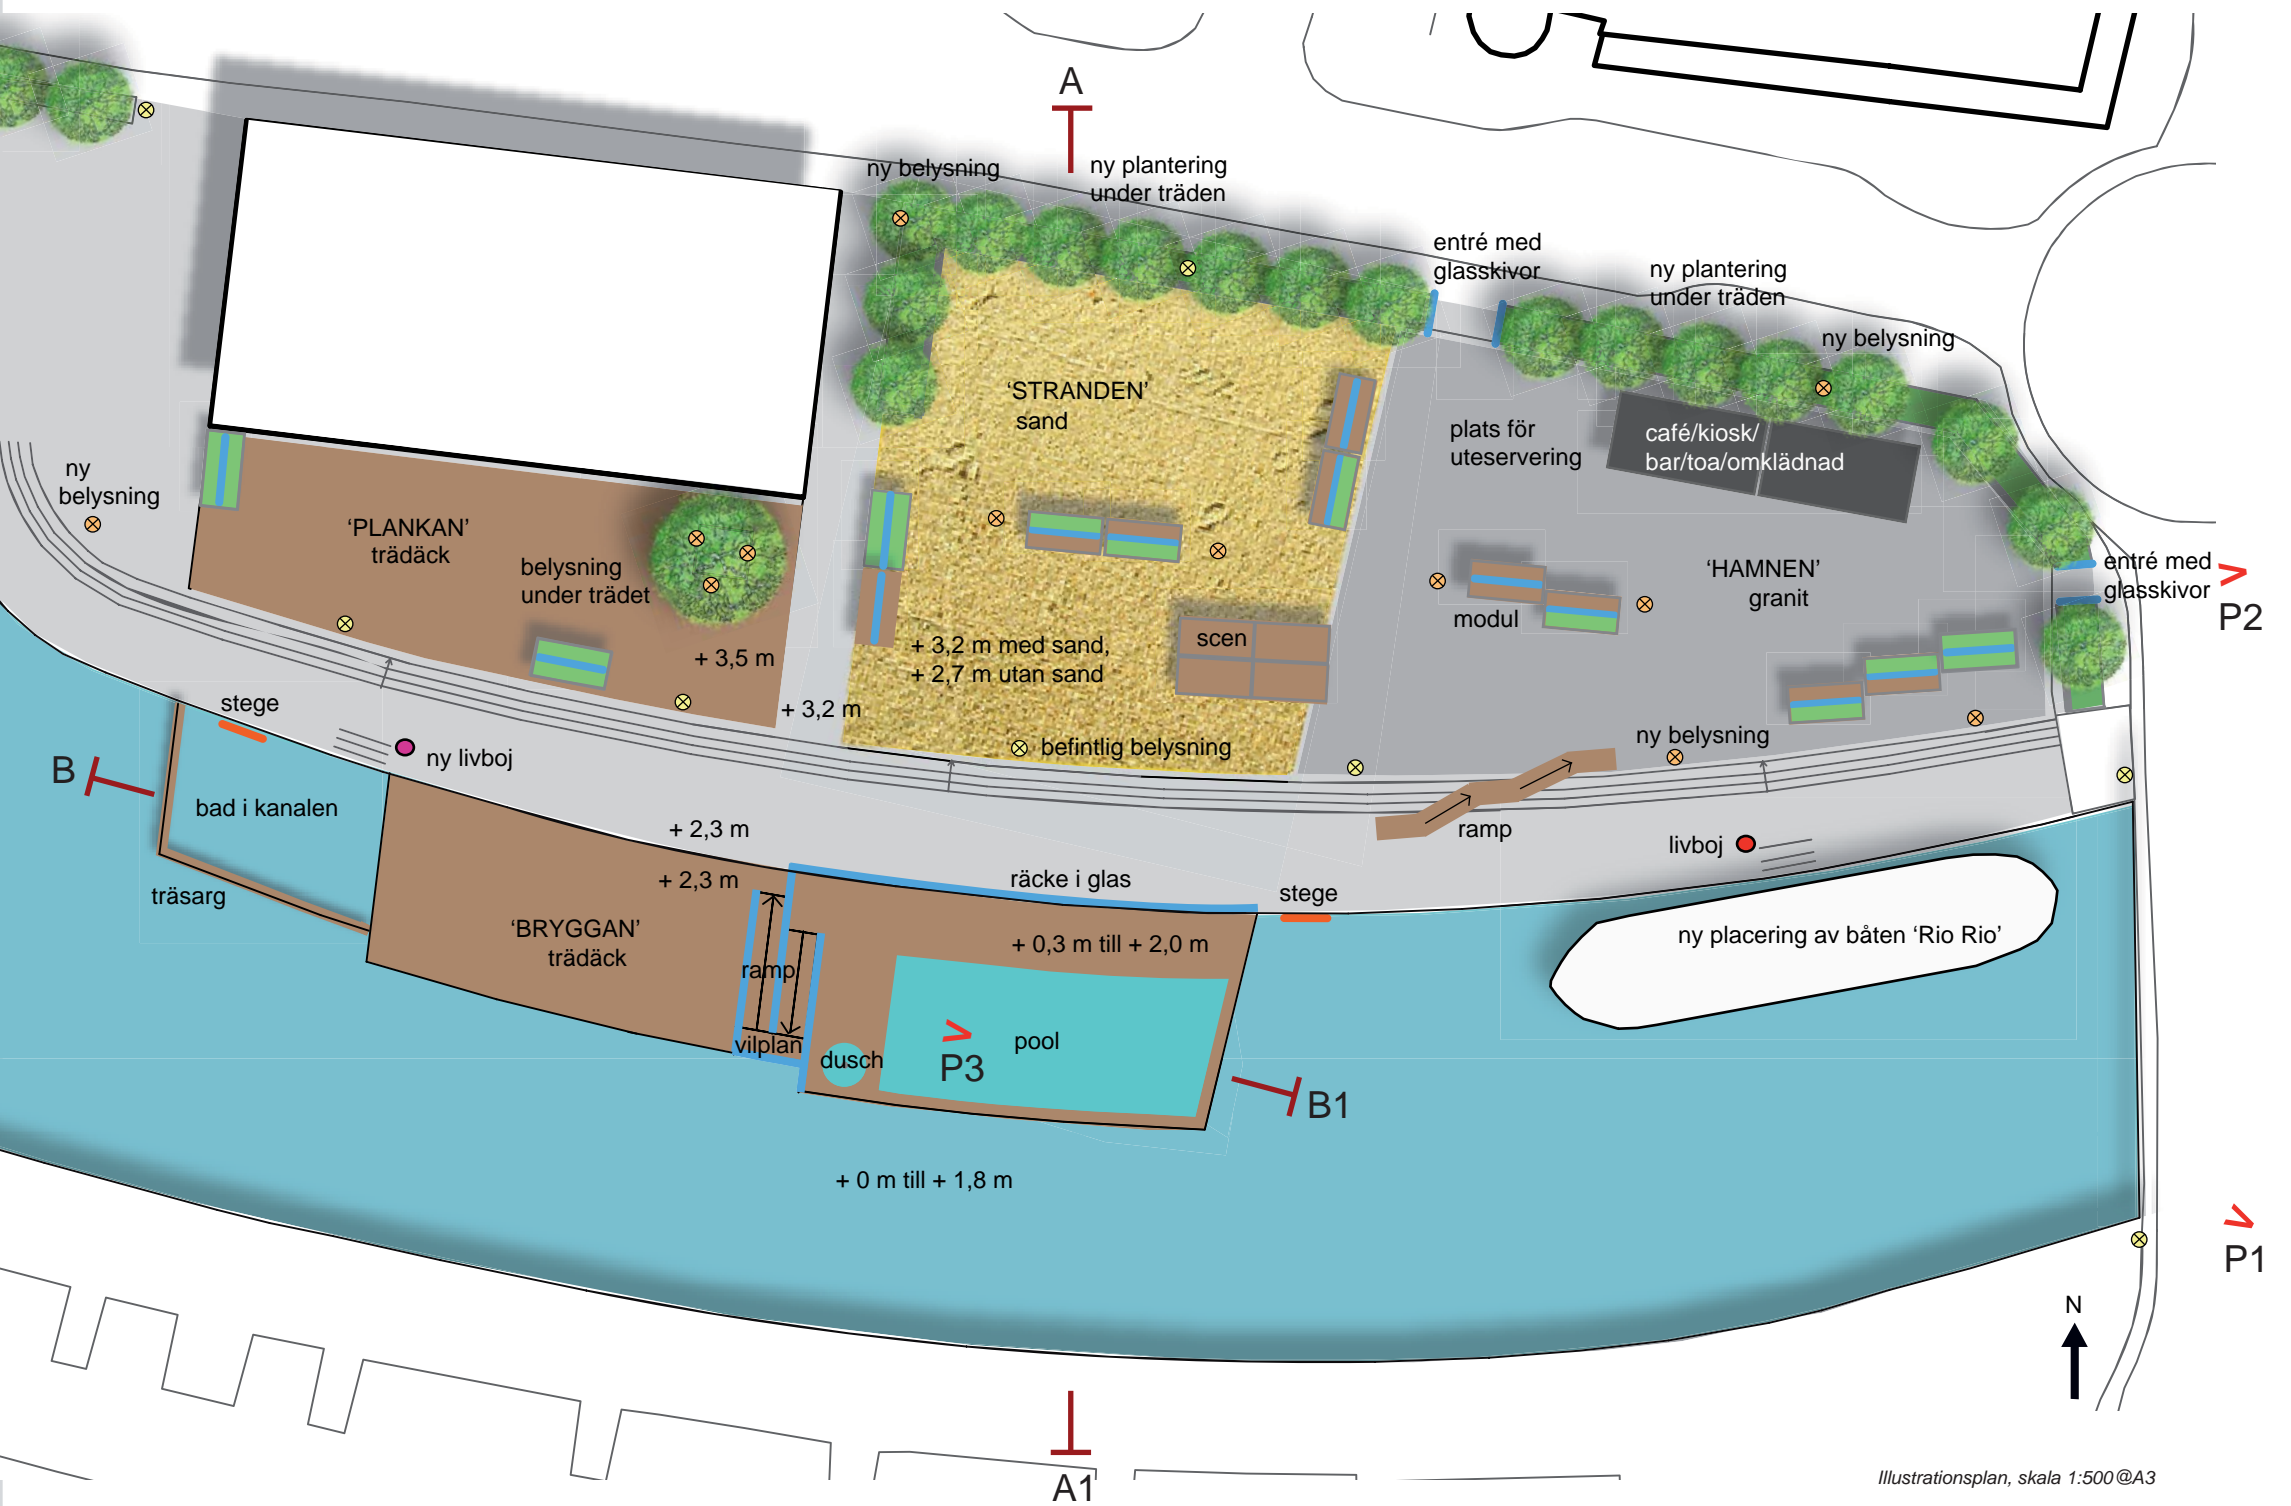 A
ny belysning
ny plantering
under träden
entré med
glasskivor
ny plantering
under träden
ny belysning
'STRANDEN'
sand
plats för
uteservering
café/kiosk/
bar/toa/omklädnad
ny
belysning
'PLANKAN'
trädäck
belysning
under trädet
+ 3,5 m
+ 3,2 m
+ 3,2 m med sand,
+ 2,7 m utan sand
scen
modul
'HAMNEN'
granit
entré med
glasskivor
P2
stege
ny livboj
befintlig belysning
ny belysning
B
bad i kanalen
träsarg
+ 2,3 m
+ 2,3 m
räcke i glas
stege
ramp
livboj
'BRYGGAN'
trädäck
ramp
vilplan
dusch
+ 0,3 m till + 2,0 m
pool
P3
B1
ny placering av båten 'Rio Rio'
+ 0 m till + 1,8 m
P1
N
A1
Illustrationsplan, skala 1:500@A3